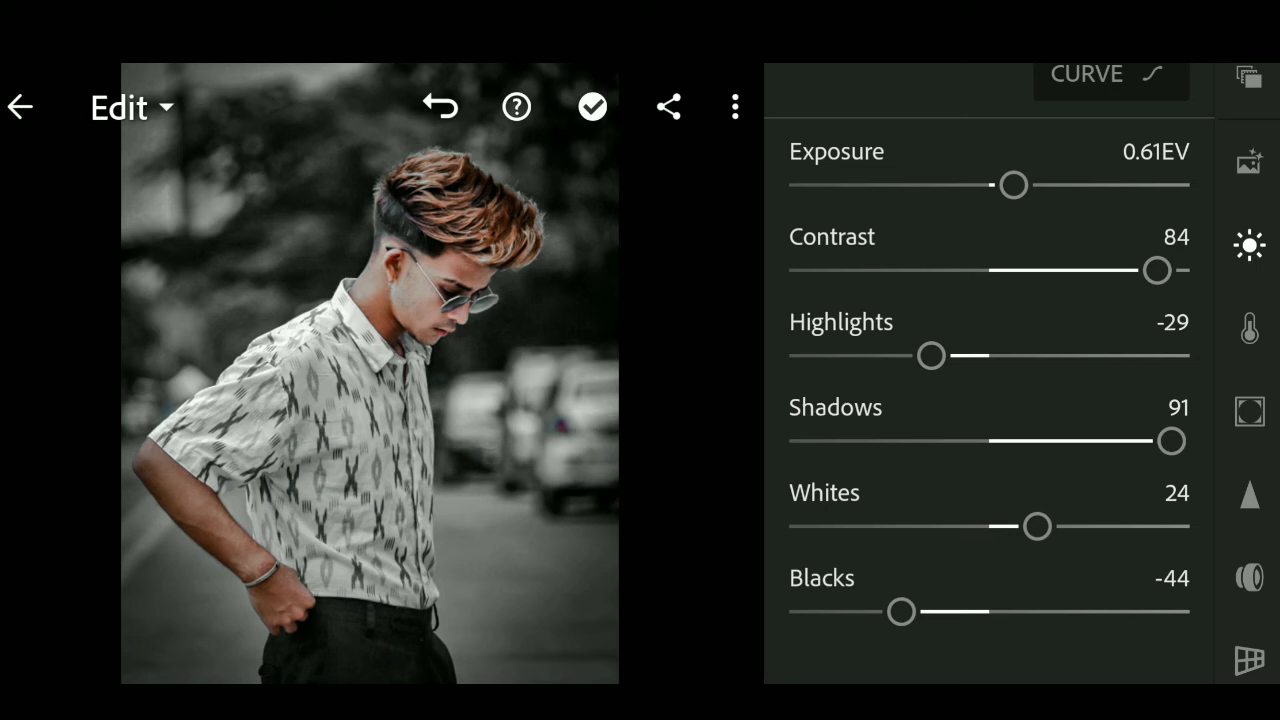 Edit
CURVE
Exposure 0.61EV
Contrast 84
Highlights -29
Shadows 91
Whites 24
Blacks -44